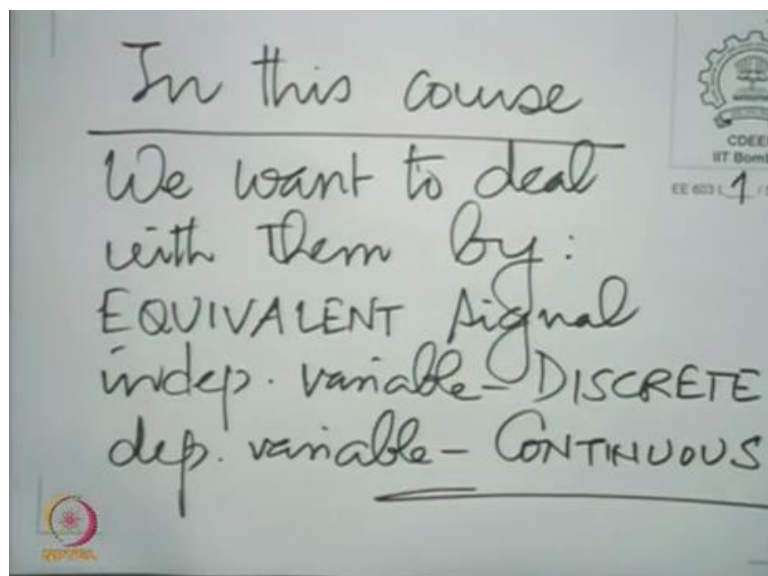 In this course
We want to deal
with them by:
EQUIVALENT signal
indep. variable - DISCRETE
dep. variable - CONTINUOUS
CDEEP
IIT Bomb
EE 603 L 1 / S